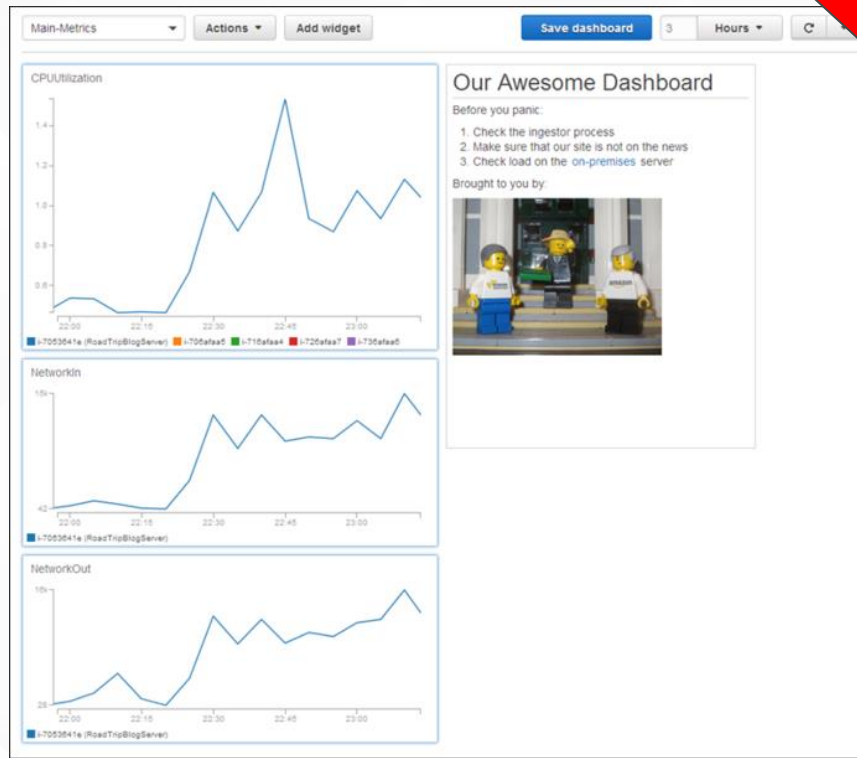 Main-Metrics Actions Add widget Save dashboard 3 Hours
CPUUtilization
1.4
1.2
1.0
0.8
0.6
22:00 22:15 22:30 22:45 23:00
i-7053641e (RoadTripBlogServer)
NetworkIn
42
22:00 22:15 22:30 22:45 23:00
i-7053641e (RoadTripBlogServer)
NetworkOut
22:00 22:15 22:30 22:45 23:00
i-7053641e (RoadTripBlogServer)
Our Awesome Dashboard
Before you panic:
1. Check the ingestor process
2. Make sure that our site is not on the news
3. Check load on the on-premises server
Brought to you by:
amazon